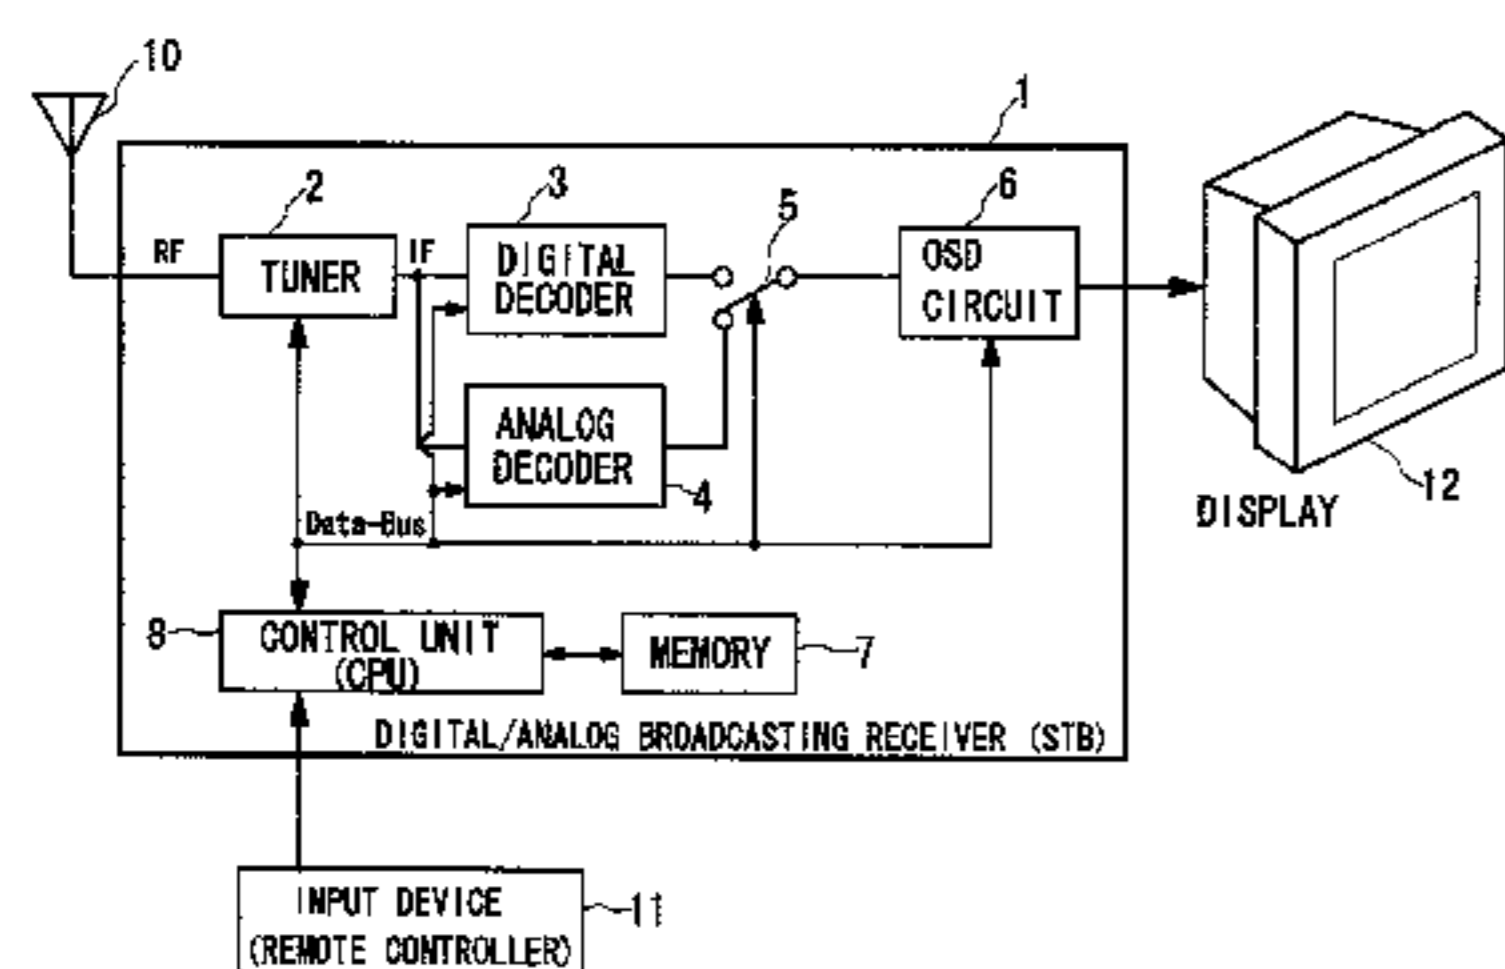 10
1
2
3
5
6
RF
TUNER
IF
DIGITAL
DECODER
OSD
CIRCUIT
ANALOG
DECODER
4
12
DISPLAY
Data-Bus
8
CONTROL UNIT
(CPU)
MEMORY
7
DIGITAL/ANALOG BROADCASTING RECEIVER (STB)
INPUT DEVICE
(REMOTE CONTROLLER)
11